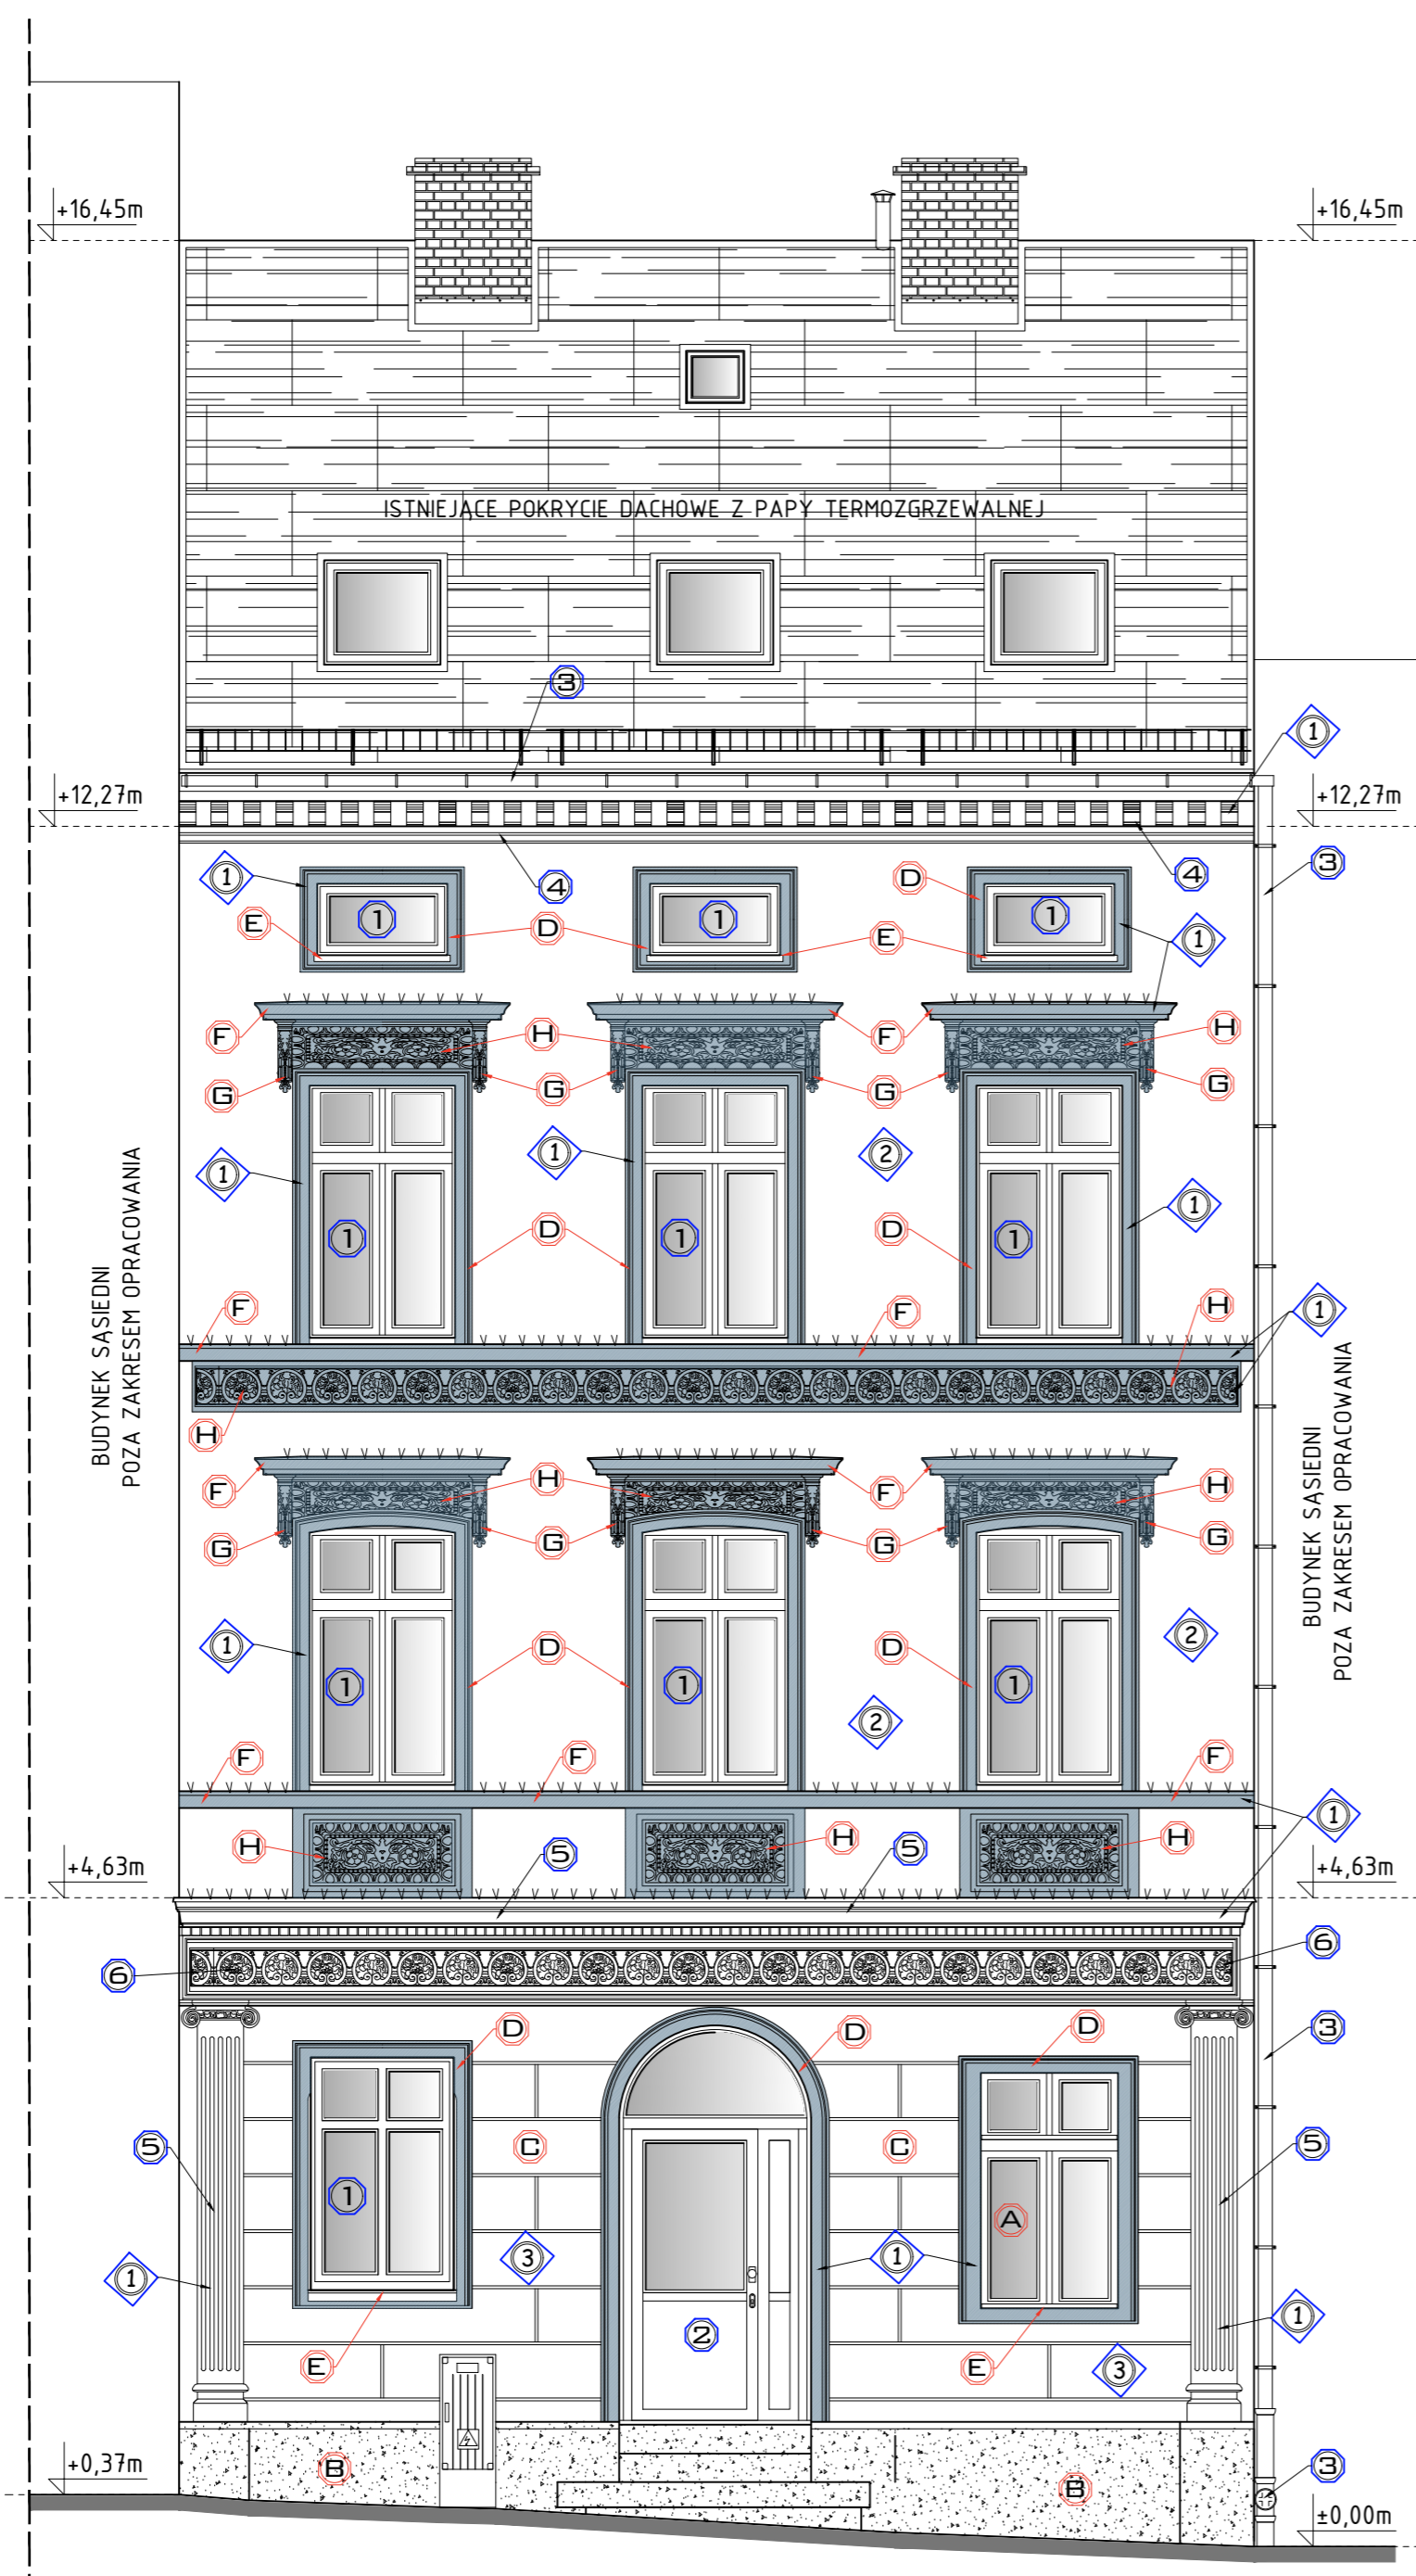 +16,45m +16,45m
ISTNIEJĄCE POKRYCIE DACHOWE Z PAPY TERMOZGRZEWALNEJ
3
1
+12,27m +12,27m
1 4 D 4 3
1 1 1
E D E 1
F H F H
G G G G
1 1 2
1
1 1 1
D D
BUDYNEK SĄSIEDNI
POZA ZAKRESEM OPRACOWANIA
F F H 1
H
BUDYNEK SĄSIEDNI
POZA ZAKRESEM OPRACOWANIA
F H F H
G G G G
1 D D 2
1 1 1
2
F F F
1
H 5 H 5 H
+4,63m +4,63m
6 6
D D D 3
5 C C 5
1 A
1 3 1 1
2
E E 3
+0,37m B B 3
±0,00m